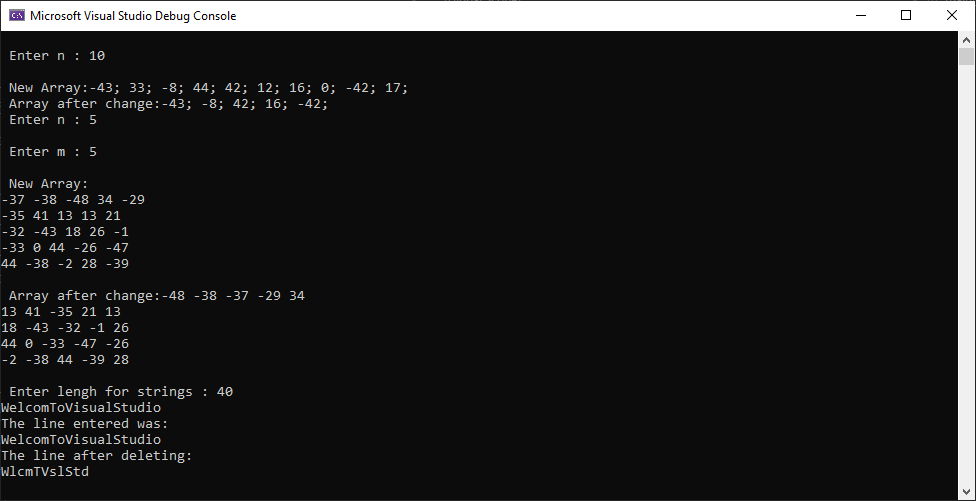 Microsoft Visual Studio Debug Console
Enter n : 10
New Array:-43; 33; -8; 44; 42; 12; 16; 0; -42; 17;
Array after change:-43; -8; 42; 16; -42;
Enter n : 5
Enter m : 5
New Array:
-37 -38 -48 34 -29
-35 41 13 13 21
-32 -43 18 26 -1
-33 0 44 -26 -47
44 -38 -2 28 -39
Array after change:-48 -38 -37 -29 34
13 41 -35 21 13
18 -43 -32 -1 26
44 0 -33 -47 -26
-2 -38 44 -39 28
Enter lengh for strings : 40
WelcomToVisualStudio
The line entered was:
WelcomToVisualStudio
The line after deleting:
WlcmTVslStd